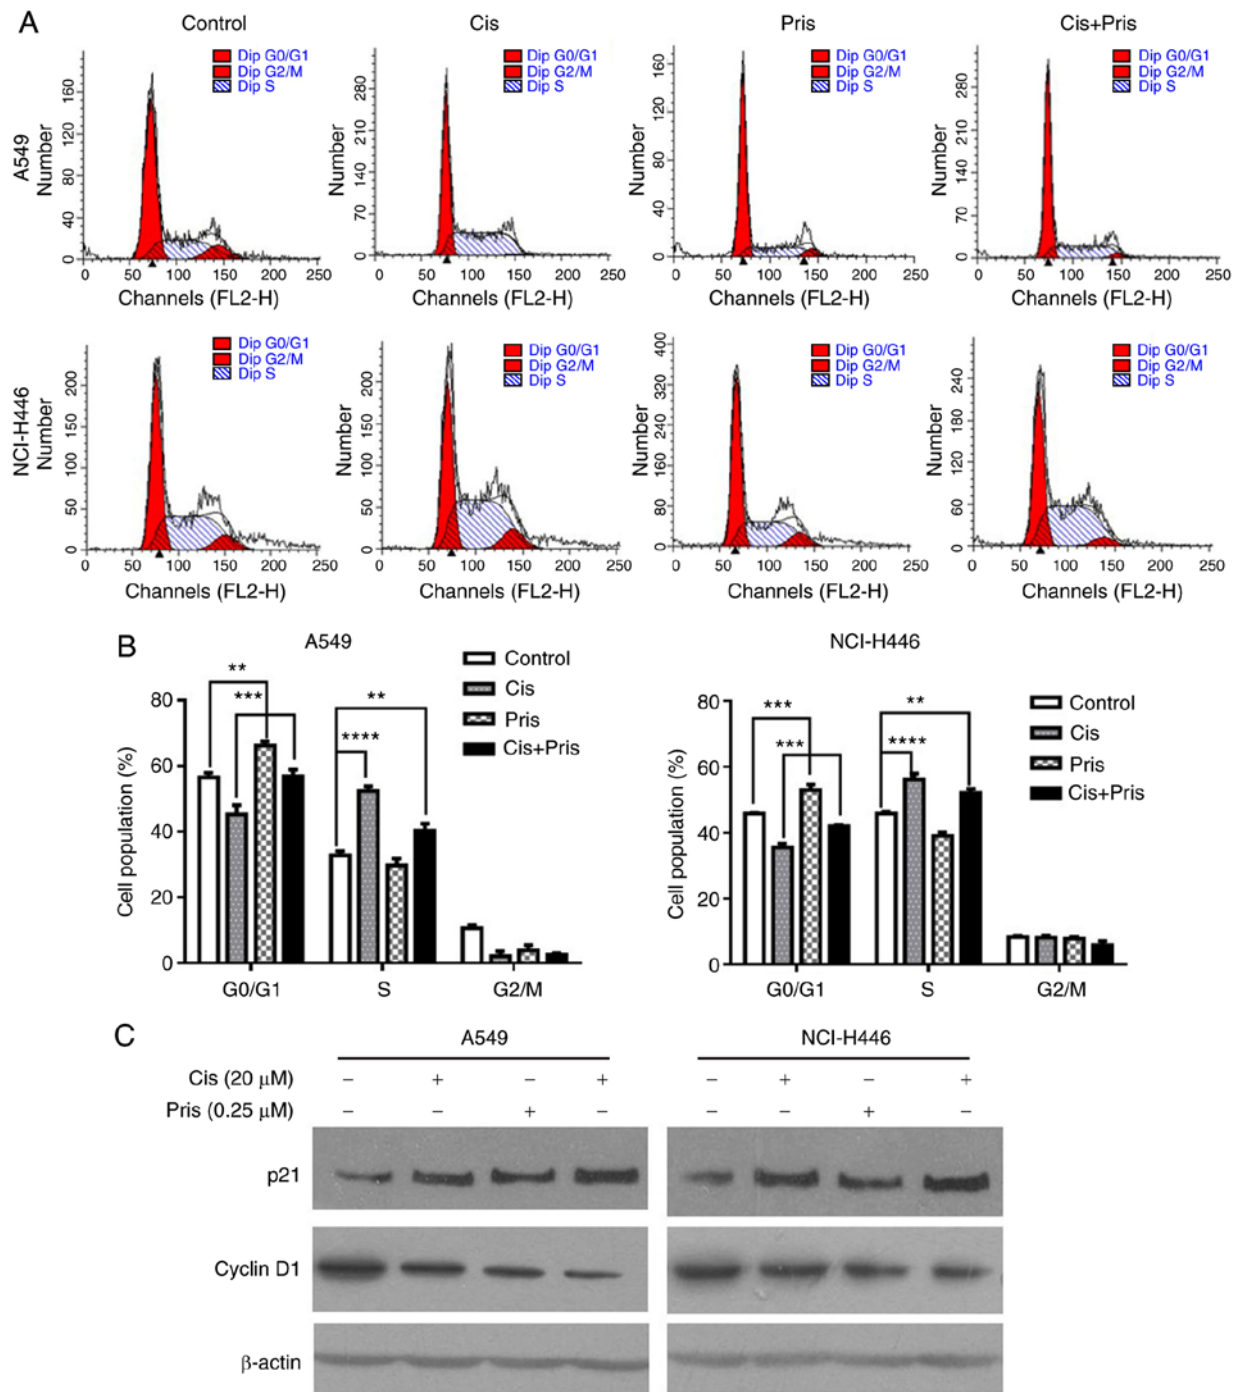 A
Control Cis Pris Cis+Pris
A549
Number
160
120
80
40
0
Dip G0/G1
Dip G2/M
Dip S
0 50 100 150 200 250
Channels (FL2-H)
Number
280
210
140
70
0
Dip G0/G1
Dip G2/M
Dip S
0 50 100 150 200 250
Channels (FL2-H)
Number
160
120
80
40
0
Dip G0/G1
Dip G2/M
Dip S
0 50 100 150 200 250
Channels (FL2-H)
Number
280
210
140
70
0
Dip G0/G1
Dip G2/M
Dip S
0 50 100 150 200 250
Channels (FL2-H)
NCI-H446
Number
200
150
100
50
0
Dip G0/G1
Dip G2/M
Dip S
0 50 100 150 200 250
Channels (FL2-H)
Number
200
150
100
50
0
Dip G0/G1
Dip G2/M
Dip S
0 50 100 150 200 250
Channels (FL2-H)
Number
400
320
460
16
80
0
Dip G0/G1
Dip G2/M
Dip S
0 50 100 150 200 250
Channels (FL2-H)
Number
240
180
120
60
0
Dip G0/G1
Dip G2/M
Dip S
0 50 100 150 200 250
Channels (FL2-H)
B
A549
Cell population (%)
80
60
40
20
0
** *** ** ****
Control
Cis
Pris
Cis+Pris
G0/G1 S G2/M
NCI-H446
Cell population (%)
80
60
40
20
0
*** *** ** ****
Control
Cis
Pris
Cis+Pris
G0/G1 S G2/M
C
A549 NCI-H446
Cis (20 μM) – + – + – + – +
Pris (0.25 μM) – – + – – – + –
p21
Cyclin D1
β-actin